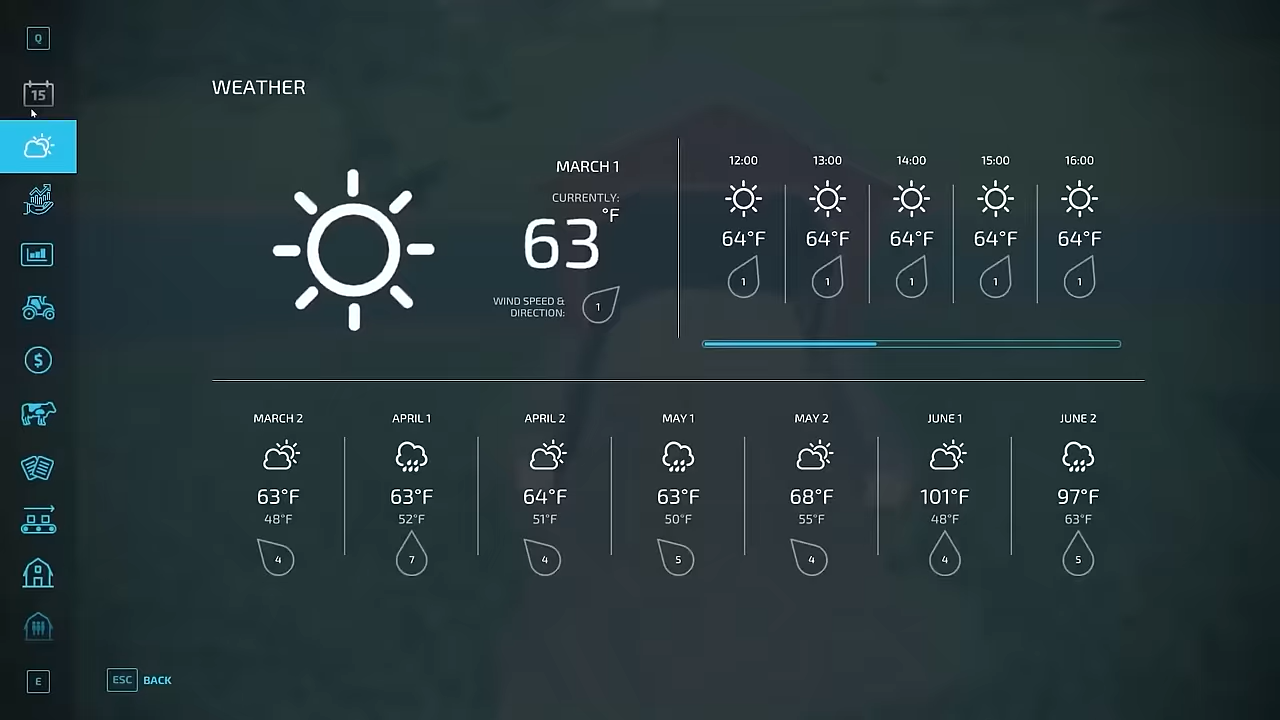 Q
15
WEATHER
MARCH 1
CURRENTLY:
63 °F
WIND SPEED &
DIRECTION:
1
12:00 13:00 14:00 15:00 16:00
64°F 64°F 64°F 64°F 64°F
1 1 1 1 1
$
MARCH 2 APRIL 1 APRIL 2 MAY 1 MAY 2 JUNE 1 JUNE 2
63°F 63°F 64°F 63°F 68°F 101°F 97°F
48°F 52°F 51°F 50°F 55°F 48°F 63°F
4 7 4 5 4 4 5
E
ESC BACK